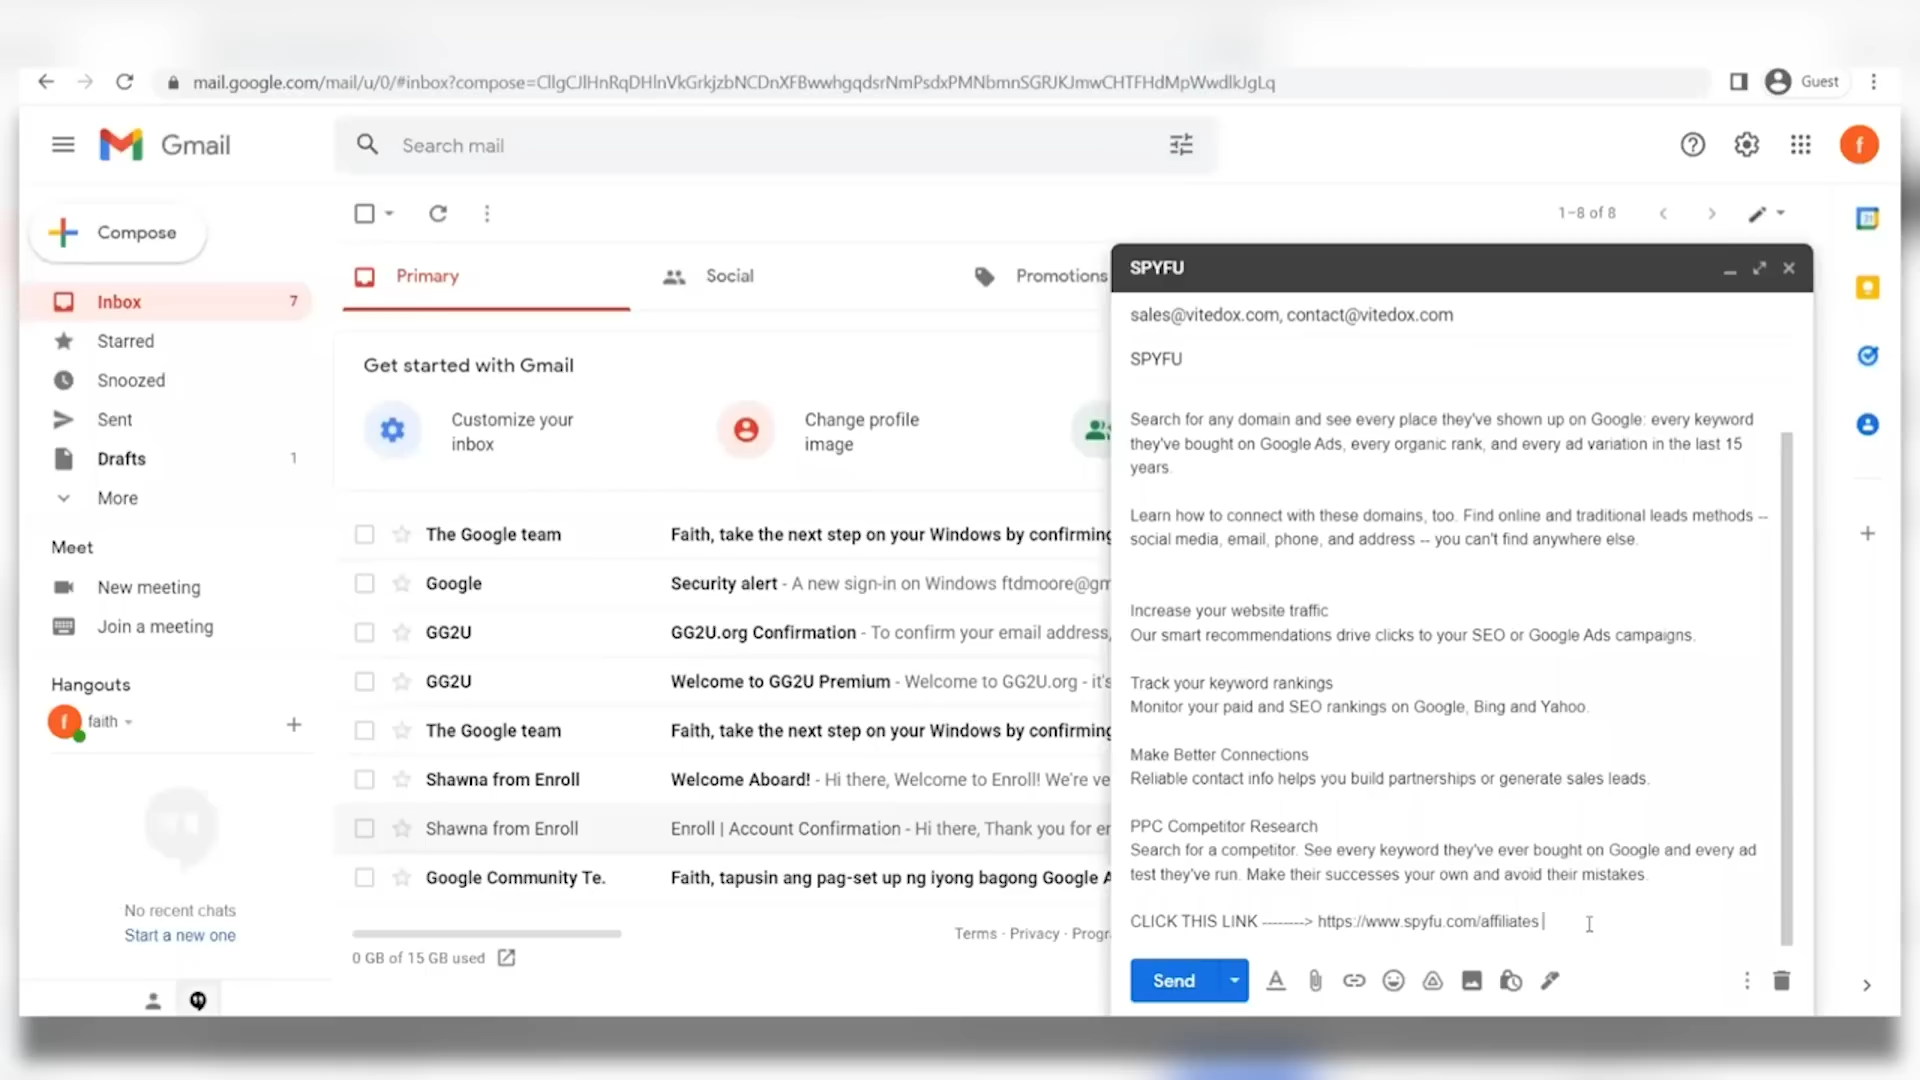 mail.google.com/mail/u/0/#inbox?compose=CllgCJlHnRqDHlnVkGrkjzbNCDnXFBwwhgqdsrNmPsdxPMNbmnSGRJKJmwCHTFHdMpWwdlkJgLq
Guest
Gmail
Search mail
f
Compose
1–8 of 8
31
Primary
Social
Promotions
SPYFU
Inbox
7
Starred
Snoozed
Sent
Drafts
1
More
sales@vitedox.com, contact@vitedox.com
SPYFU
Get started with Gmail
Customize your
inbox
Change profile
image
Search for any domain and see every place they've shown up on Google: every keyword
they've bought on Google Ads, every organic rank, and every ad variation in the last 15
years.
Learn how to connect with these domains, too. Find online and traditional leads methods --
social media, email, phone, and address -- you can't find anywhere else.
Increase your website traffic
Our smart recommendations drive clicks to your SEO or Google Ads campaigns.
Track your keyword rankings
Monitor your paid and SEO rankings on Google, Bing and Yahoo.
Make Better Connections
Reliable contact info helps you build partnerships or generate sales leads.
PPC Competitor Research
Search for a competitor. See every keyword they've ever bought on Google and every ad
test they've run. Make their successes your own and avoid their mistakes.
CLICK THIS LINK --------> https://www.spyfu.com/affiliates
Send
Meet
New meeting
Join a meeting
Hangouts
f
faith
No recent chats
Start a new one
The Google team
Faith, take the next step on your Windows by confirming
Google
Security alert - A new sign-in on Windows ftdmoore@gm
GG2U
GG2U.org Confirmation - To confirm your email address,
GG2U
Welcome to GG2U Premium - Welcome to GG2U.org - it's
The Google team
Faith, take the next step on your Windows by confirming
Shawna from Enroll
Welcome Aboard! - Hi there, Welcome to Enroll! We're ve
Shawna from Enroll
Enroll | Account Confirmation - Hi there, Thank you for er
Google Community Te.
Faith, tapusin ang pag-set up ng iyong bagong Google A
Terms · Privacy · Progr
0 GB of 15 GB used